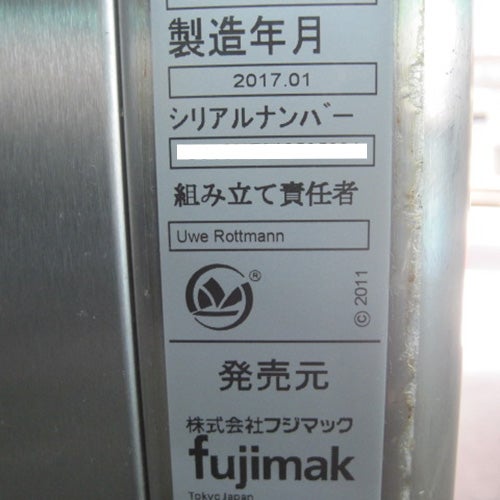 製造年月
2017.01
シリアルナンバー
組み立て責任者
Uwe Rottmann
®
© 2011
発売元
株式会社フジマック
fujimak
Tokyo Japan